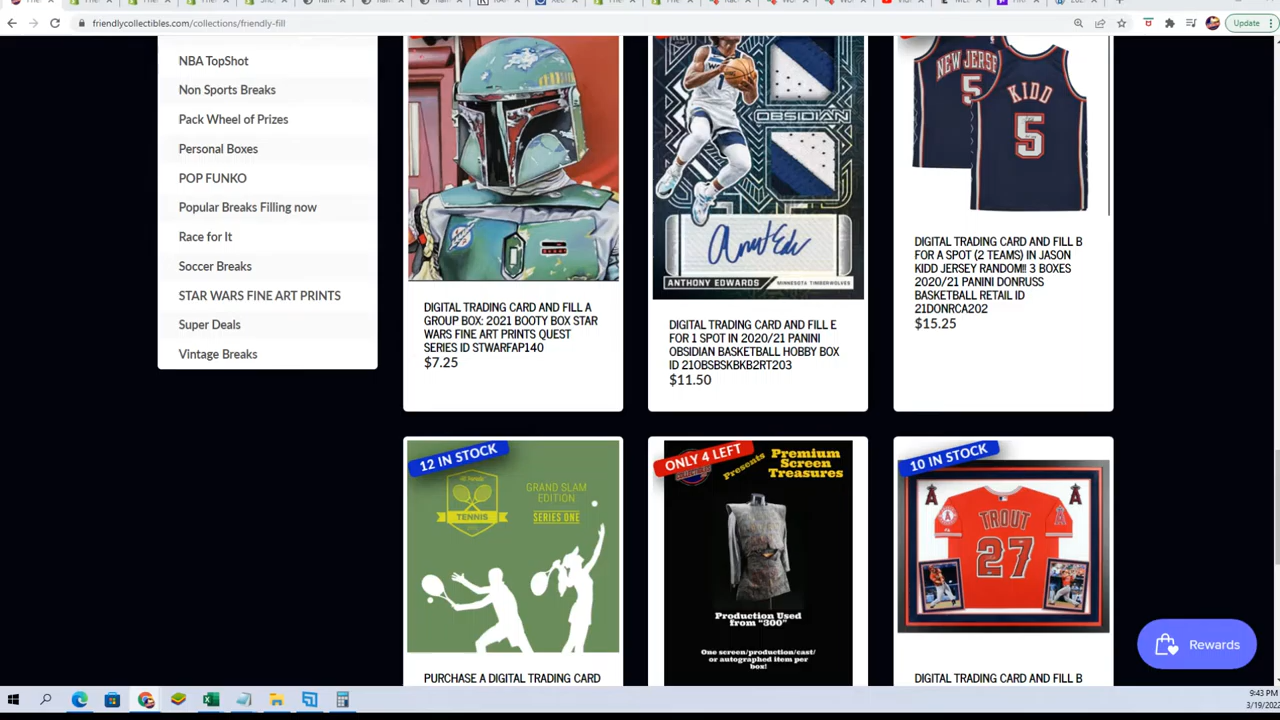 friendlycollectibles.com/collections/friendly-fill
Update
NBA TopShot
Non Sports Breaks
Pack Wheel of Prizes
Personal Boxes
POP FUNKO
Popular Breaks Filling now
Race for It
Soccer Breaks
STAR WARS FINE ART PRINTS
Super Deals
Vintage Breaks
DIGITAL TRADING CARD AND FILL A
GROUP BOX: 2021 BOOTY BOX STAR
WARS FINE ART PRINTS QUEST
SERIES ID STWARFAP140
$7.25
OBSIDIAN
ANTHONY EDWARDS
MINNESOTA TIMBERWOLVES
DIGITAL TRADING CARD AND FILL E
FOR 1 SPOT IN 2020/21 PANINI
OBSIDIAN BASKETBALL HOBBY BOX
ID 21OBSBSKBKB2RT203
$11.50
NEW JERSE
5
KIDD
5
DIGITAL TRADING CARD AND FILL B
FOR A SPOT (2 TEAMS) IN JASON
KIDD JERSEY RANDOM!! 3 BOXES
2020/21 PANINI DONRUSS
BASKETBALL RETAIL ID
21DONRCA202
$15.25
12 IN STOCK
TENNIS
GRAND SLAM
EDITION
SERIES ONE
PURCHASE A DIGITAL TRADING CARD
ONLY 4 LEFT
Presents
Premium
Screen
Treasures
Production Used
from "300"
One screen/production/cast/
or autographed item per
box!
10 IN STOCK
TROUT
27
DIGITAL TRADING CARD AND FILL B
Rewards
9:43 PM